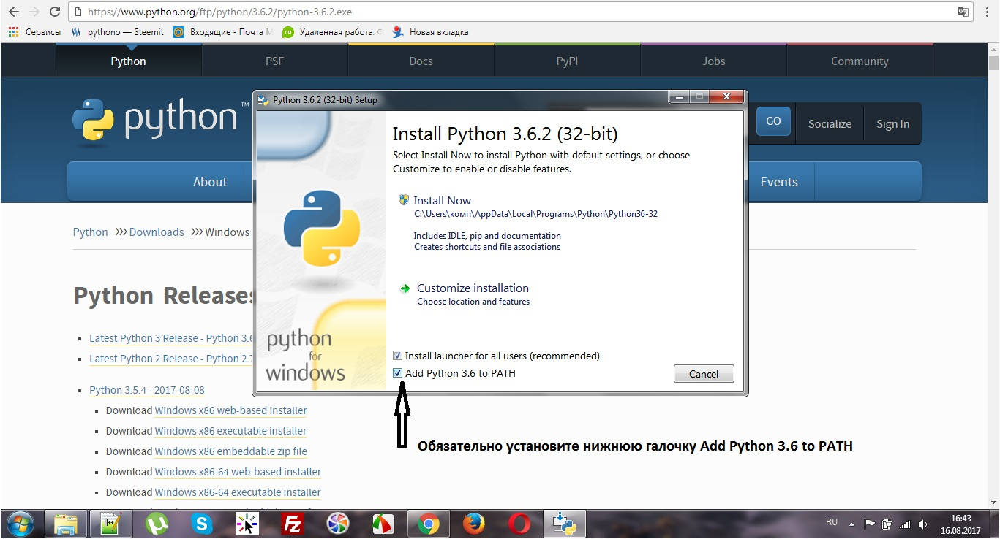 https://www.python.org/ftp/python/3.6.2/python-3.6.2.exe
Сервисы pythono — Steemit Входящие - Почта М ru Удаленная работа. Новая вкладка
Python PSF Docs PyPI Jobs Community
python™
GO Socialize Sign In
About Events
Python >>> Downloads >>> Windows
Python Releases
Latest Python 3 Release - Python 3.6
Latest Python 2 Release - Python 2.7
Python 3.5.4 - 2017-08-08
Download Windows x86 web-based installer
Download Windows x86 executable installer
Download Windows x86 embeddable zip file
Download Windows x86-64 web-based installer
Download Windows x86-64 executable installer
Python 3.6.2 (32-bit) Setup
Install Python 3.6.2 (32-bit)
Select Install Now to install Python with default settings, or choose
Customize to enable or disable features.
Install Now
C:\Users\комп\AppData\Local\Programs\Python\Python36-32
Includes IDLE, pip and documentation
Creates shortcuts and file associations
Customize installation
Choose location and features
python
for
windows
Install launcher for all users (recommended)
Add Python 3.6 to PATH
Cancel
Обязательно установите нижнюю галочку Add Python 3.6 to PATH
RU
16:43
16.08.2017